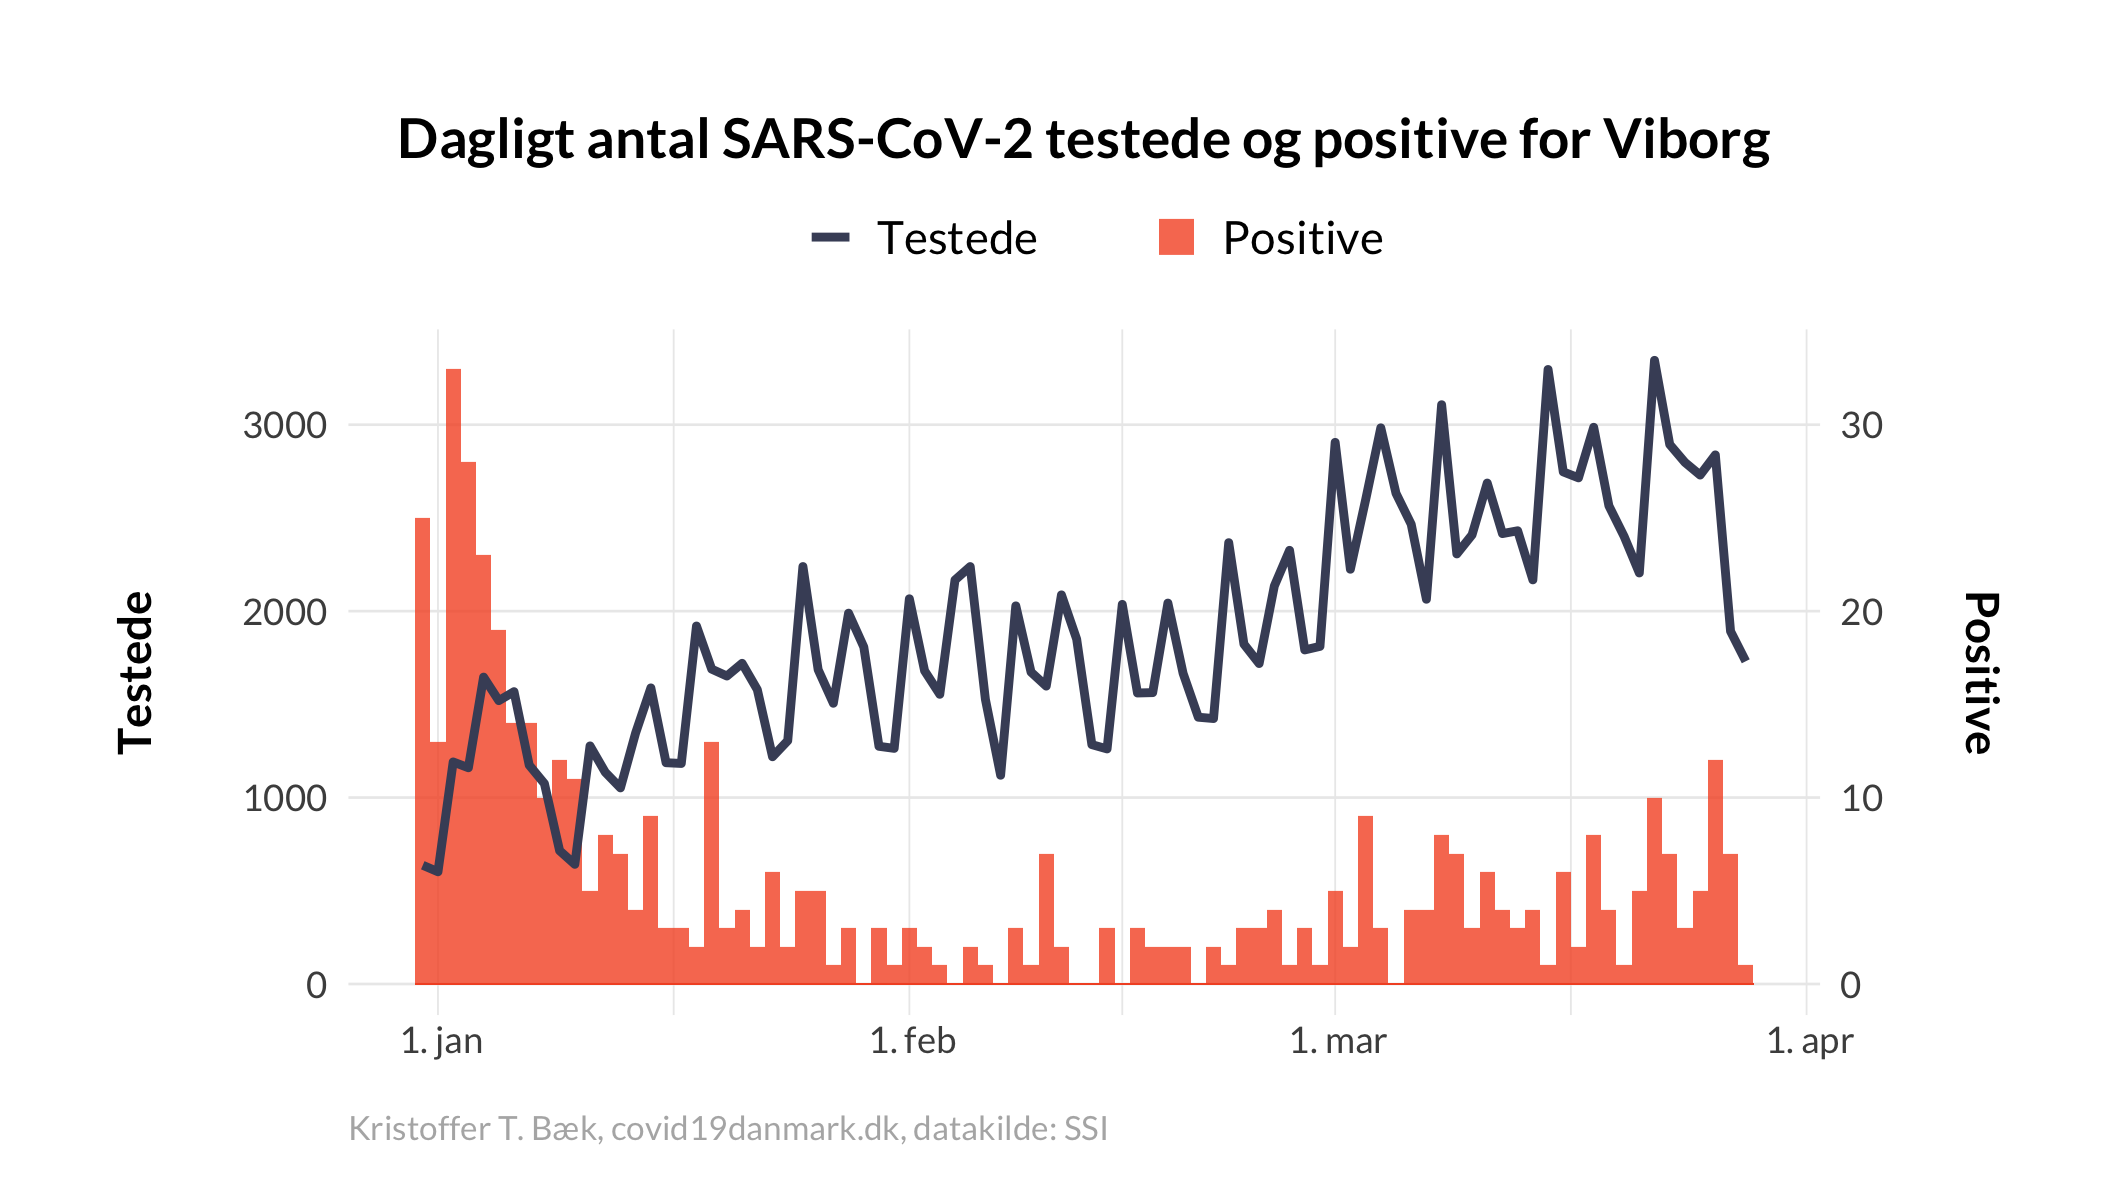 Dagligt antal SARS-CoV-2 testede og positive for Viborg
Testede
Positive
3000
2000
1000
0
Testede
30
20
10
0
Positive
1. jan
1. feb
1. mar
1. apr
Kristoffer T. Bæk, covid19danmark.dk, datakilde: SSI